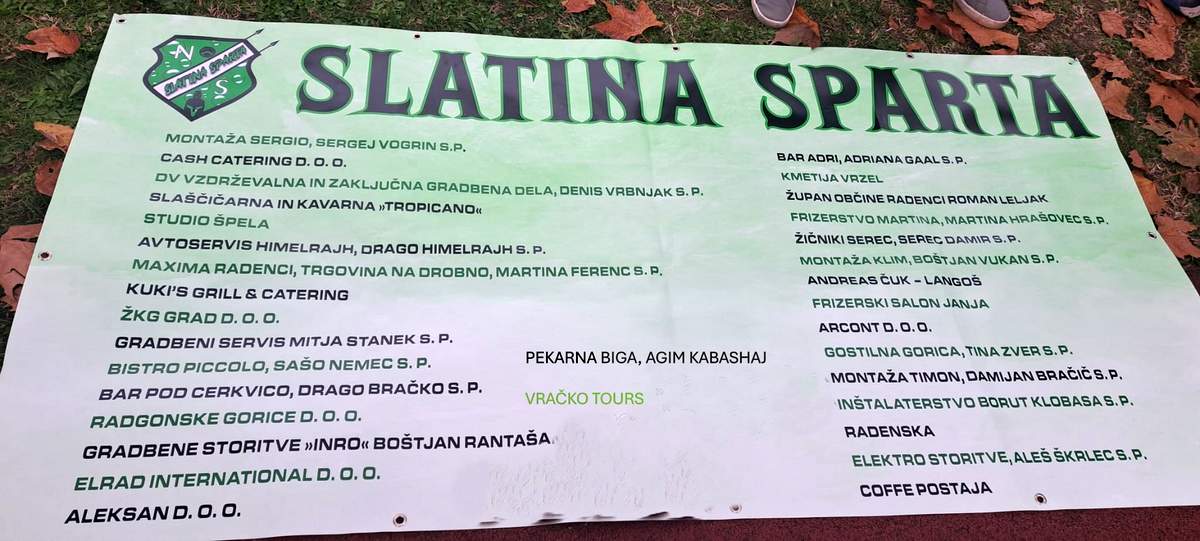 AV
SLATINA SPARTA
S
SLATINA SPARTA
MONTAŽA SERGIO, SERGEJ VOGRIN S.P.
CASH CATERING D. O. O.
DV VZDRŽEVALNA IN ZAKLJUČNA GRADBENA DELA, DENIS VRBNJAK S. P.
SLAŠČIČARNA IN KAVARNA »TROPICANO«
STUDIO ŠPELA
AVTOSERVIS HIMELRAJH, DRAGO HIMELRAJH S. P.
MAXIMA RADENCI, TRGOVINA NA DROBNO, MARTINA FERENC S. P.
KUKI'S GRILL & CATERING
ŽKG GRAD D. O. O.
GRADBENI SERVIS MITJA STANEK S. P.
BISTRO PICCOLO, SAŠO NEMEC S. P.
BAR POD CERKVICO, DRAGO BRAČKO S. P.
RADGONSKE GORICE D. O. O.
GRADBENE STORITVE »INRO« BOŠTJAN RANTAŠA
ELRAD INTERNATIONAL D. O. O.
ALEKSAN D. O. O.
PEKARNA BIGA, AGIM KABASHAJ
VRAČKO TOURS
BAR ADRI, ADRIANA GAAL S. P.
KMETIJA VRZEL
ŽUPAN OBČINE RADENCI ROMAN LELJAK
FRIZERSTVO MARTINA, MARTINA HRAŠOVEC S. P.
ŽIČNIKI SEREC, SEREC DAMIR S. P.
MONTAŽA KLIM, BOŠTJAN VUKAN S. P.
ANDREAS ČUK – LANGOŠ
FRIZERSKI SALON JANJA
ARCONT D. O. O.
GOSTILNA GORICA, TINA ZVER S. P.
MONTAŽA TIMON, DAMIJAN BRAČIČ S. P.
INŠTALATERSTVO BORUT KLOBASA S. P.
RADENSKA
ELEKTRO STORITVE, ALEŠ ŠKRLEC S. P.
COFFE POSTAJA